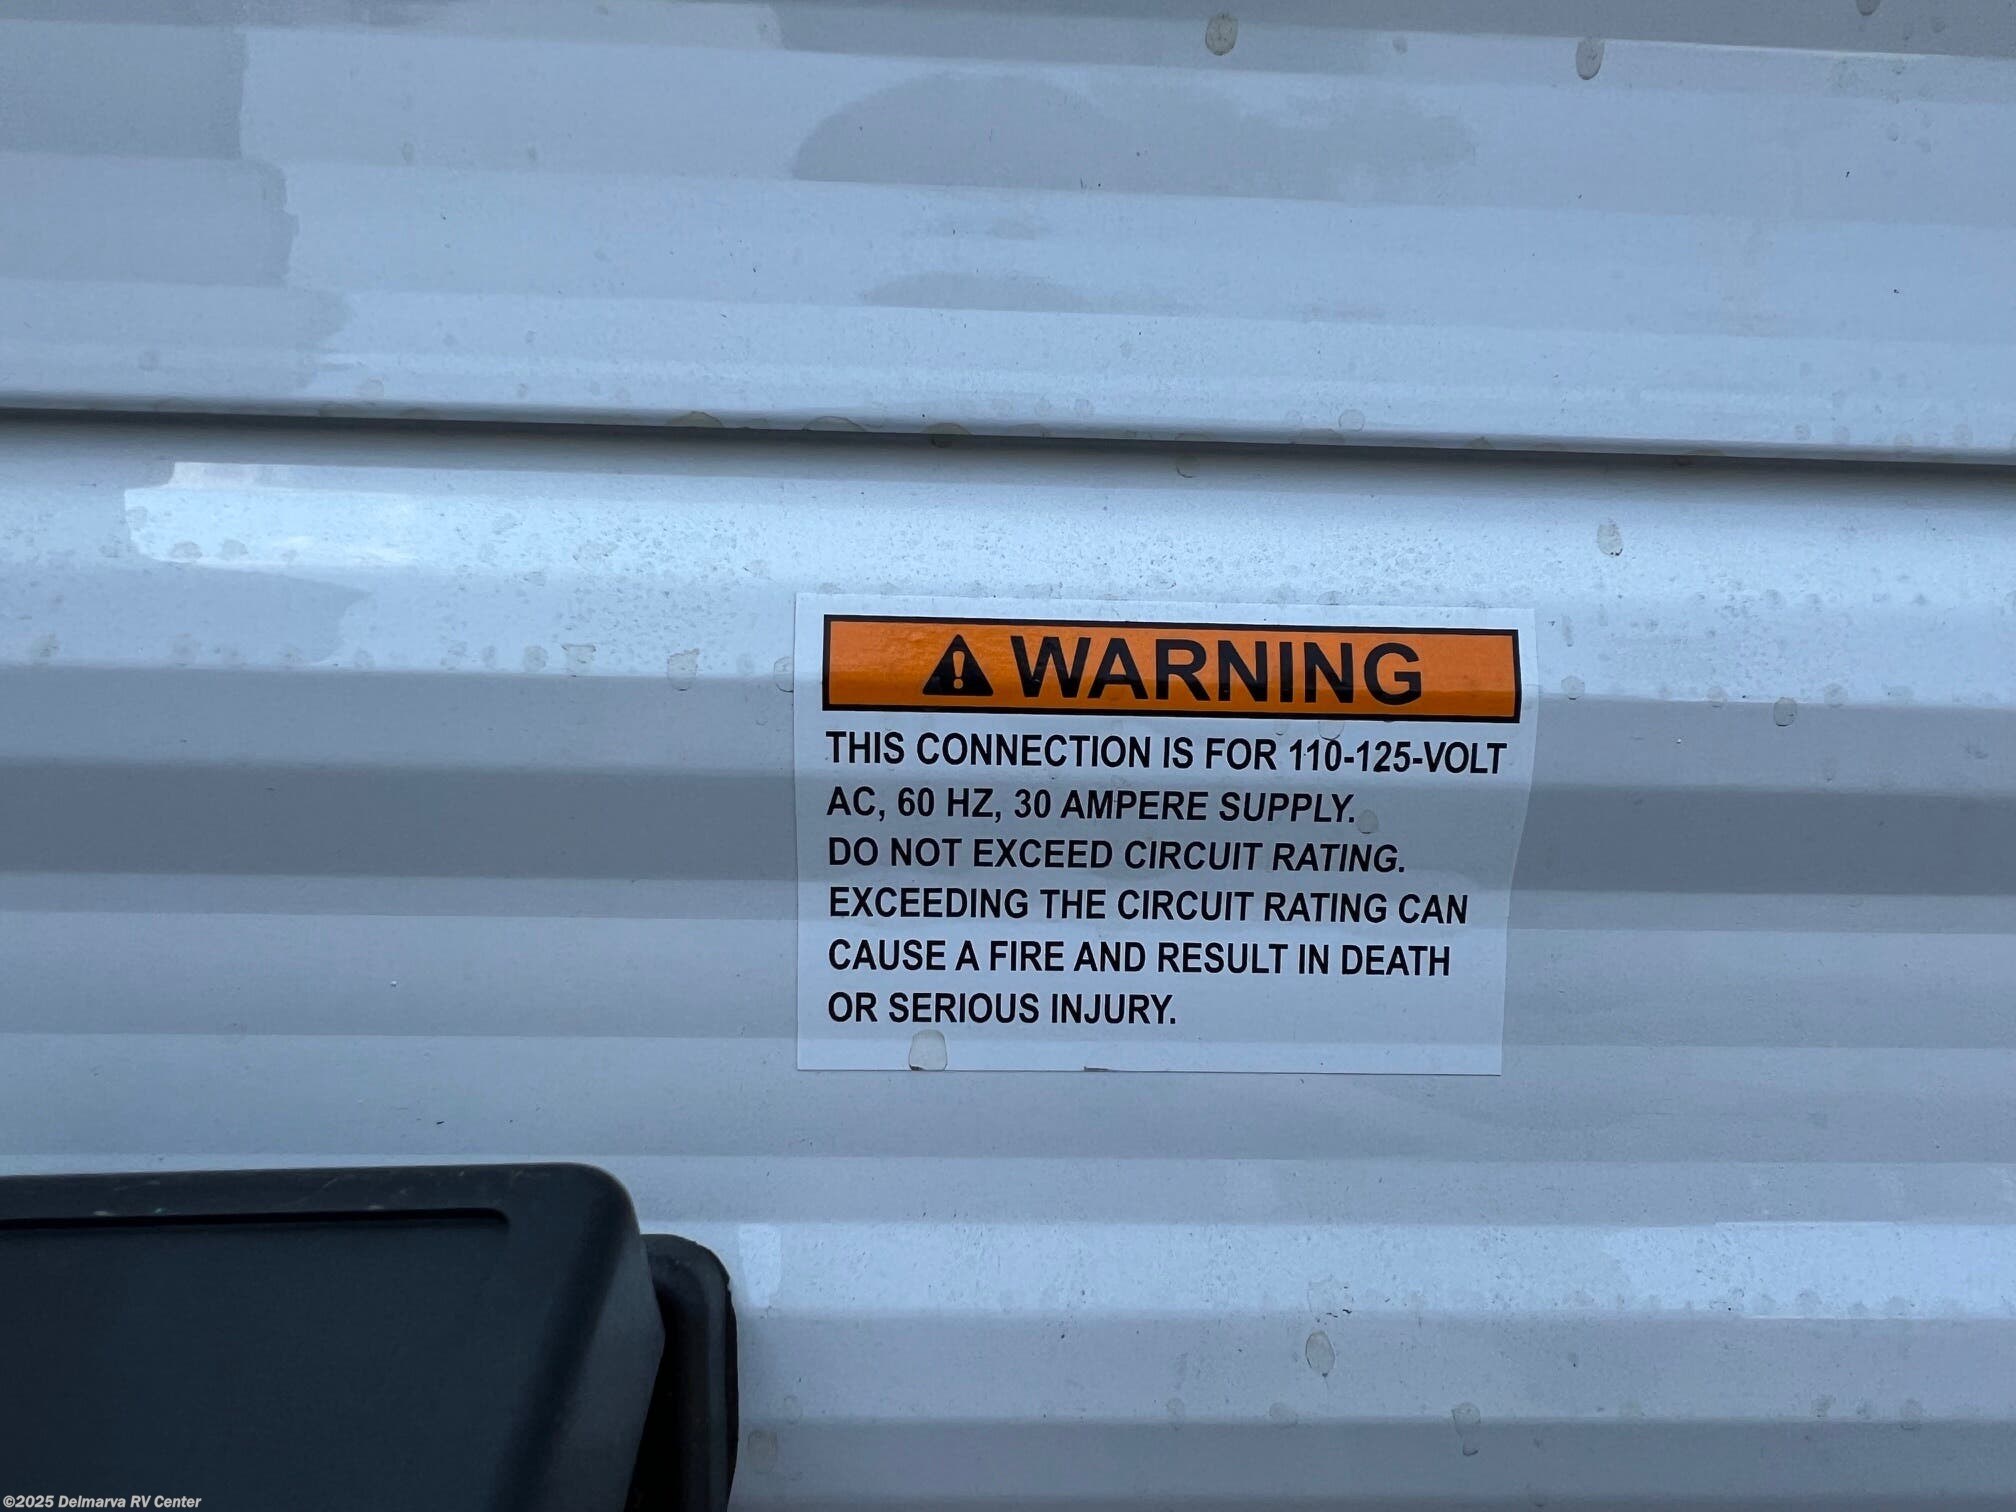 WARNING
THIS CONNECTION IS FOR 110-125-VOLT
AC, 60 HZ, 30 AMPERE SUPPLY.
DO NOT EXCEED CIRCUIT RATING.
EXCEEDING THE CIRCUIT RATING CAN
CAUSE A FIRE AND RESULT IN DEATH
OR SERIOUS INJURY.
©2025 Delmarva RV Center